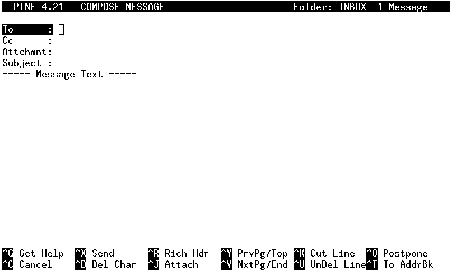 PINE 4.21 COMPOSE MESSAGE Folder: INBOX 1 Message
To :
Cc :
Attchmnt:
Subject :
----- Message Text -----
^G Get Help ^X Send ^R Rich Hdr ^Y PrvPg/Top ^K Cut Line ^O Postpone
^C Cancel ^D Del Char ^J Attach ^V NxtPg/End ^U UnDel Line ^T To AddrBk